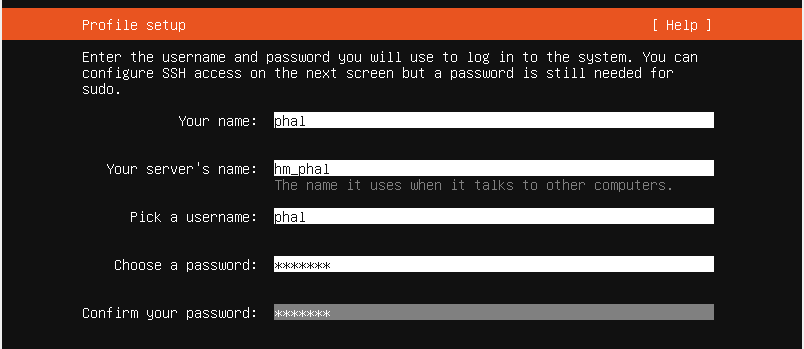 Profile setup [ Help ]
Enter the username and password you will use to log in to the system. You can
configure SSH access on the next screen but a password is still needed for
sudo.
Your name: phal
Your server's name: hm_phal
The name it uses when it talks to other computers.
Pick a username: phal
Choose a password: *******
Confirm your password: *******